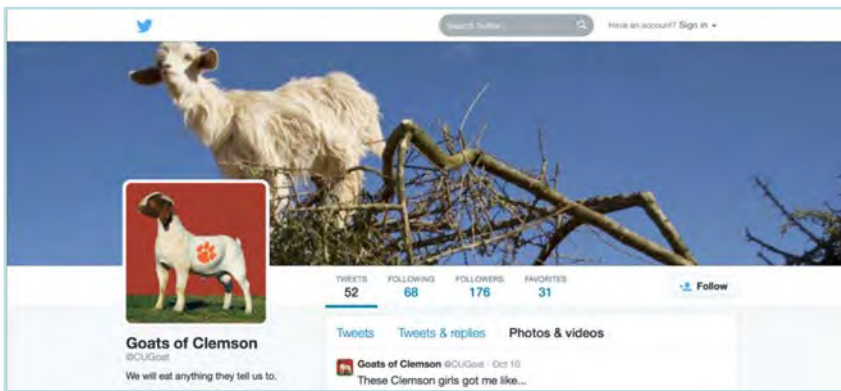 Search Twitter
Have an account? Sign in
TWEETS FOLLOWING FOLLOWERS FAVORITES
52 68 176 31
Follow
Goats of Clemson
@CUGoat
We will eat anything they tell us to.
Tweets Tweets & replies Photos & videos
Goats of Clemson @CUGoat · Oct 10
These Clemson girls got me like...